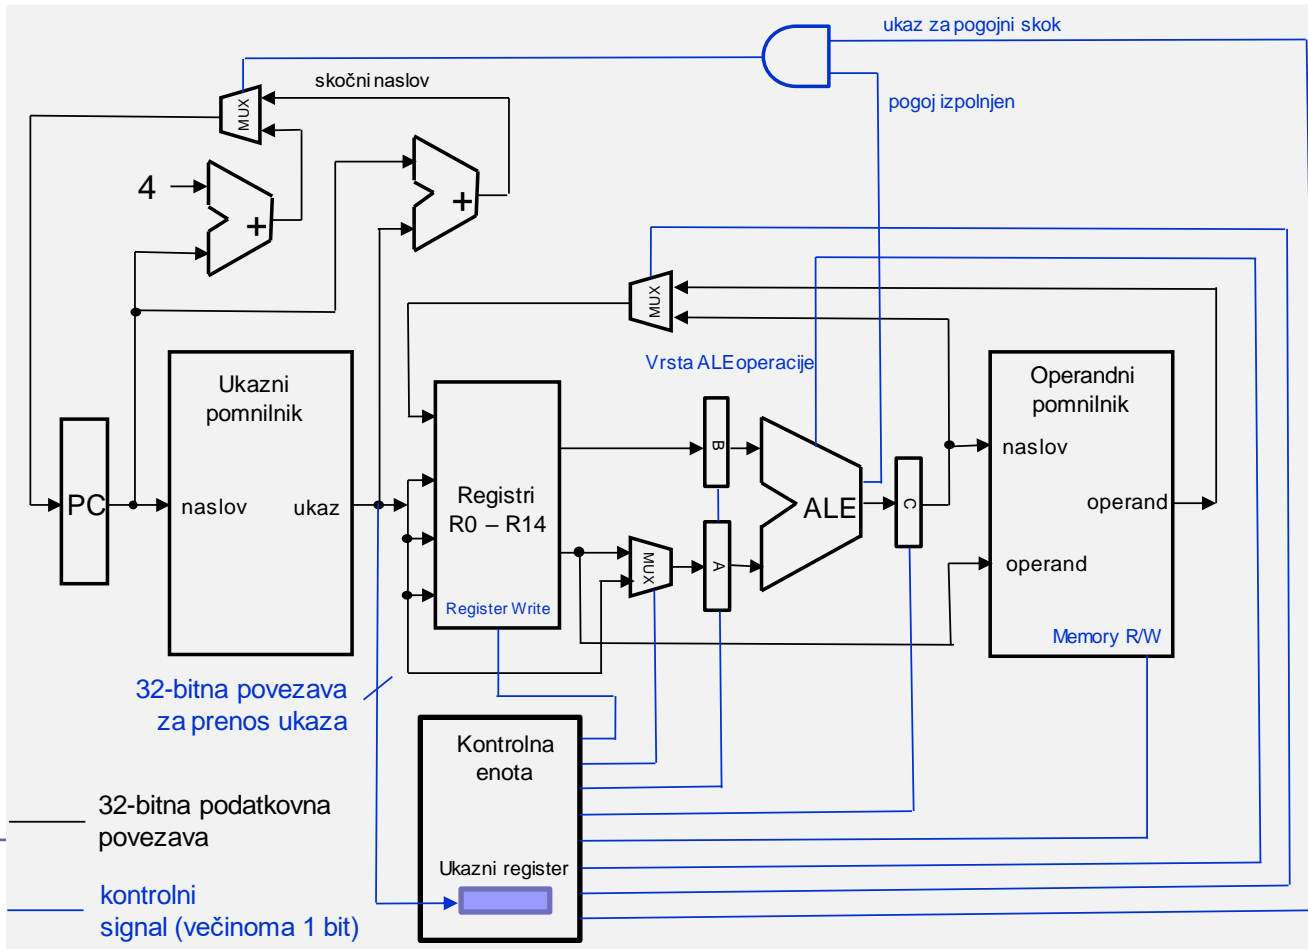 ukaz za pogojni skok
skočni naslov
MUX
pogoj izpolnjen
4
+
+
MUX
Vrsta ALE operacije
Ukazni
pomnilnik
Operandni
pomnilnik
B
naslov
PC
naslov
ukaz
Registri
R0 – R14
ALE
C
operand
MUX
A
operand
Register Write
Memory R/W
32-bitna povezava
za prenos ukaza
Kontrolna
enota
32-bitna podatkovna
povezava
Ukazni register
kontrolni
signal (večinoma 1 bit)